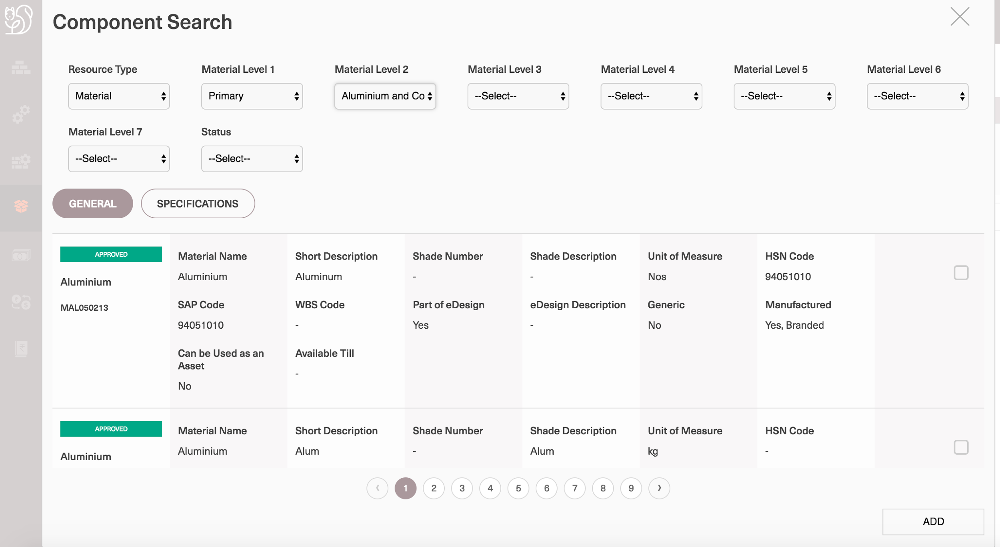 Component Search
Resource Type
Material Level 1
Material Level 2
Material Level 3
Material Level 4
Material Level 5
Material Level 6
Material
Primary
Aluminium and Co
--Select--
--Select--
--Select--
--Select--
Material Level 7
Status
--Select--
--Select--
GENERAL
SPECIFICATIONS
APPROVED
Aluminium
MAL050213
Material Name
Short Description
Shade Number
Shade Description
Unit of Measure
HSN Code
Aluminium
Aluminum
-
-
Nos
94051010
SAP Code
WBS Code
Part of eDesign
eDesign Description
Generic
Manufactured
94051010
-
Yes
-
No
Yes, Branded
Can be Used as an
Asset
Available Till
No
-
APPROVED
Aluminium
Material Name
Short Description
Shade Number
Shade Description
Unit of Measure
HSN Code
Aluminium
Alum
-
Alum
kg
-
‹ 1 2 3 4 5 6 7 8 9 ›
ADD